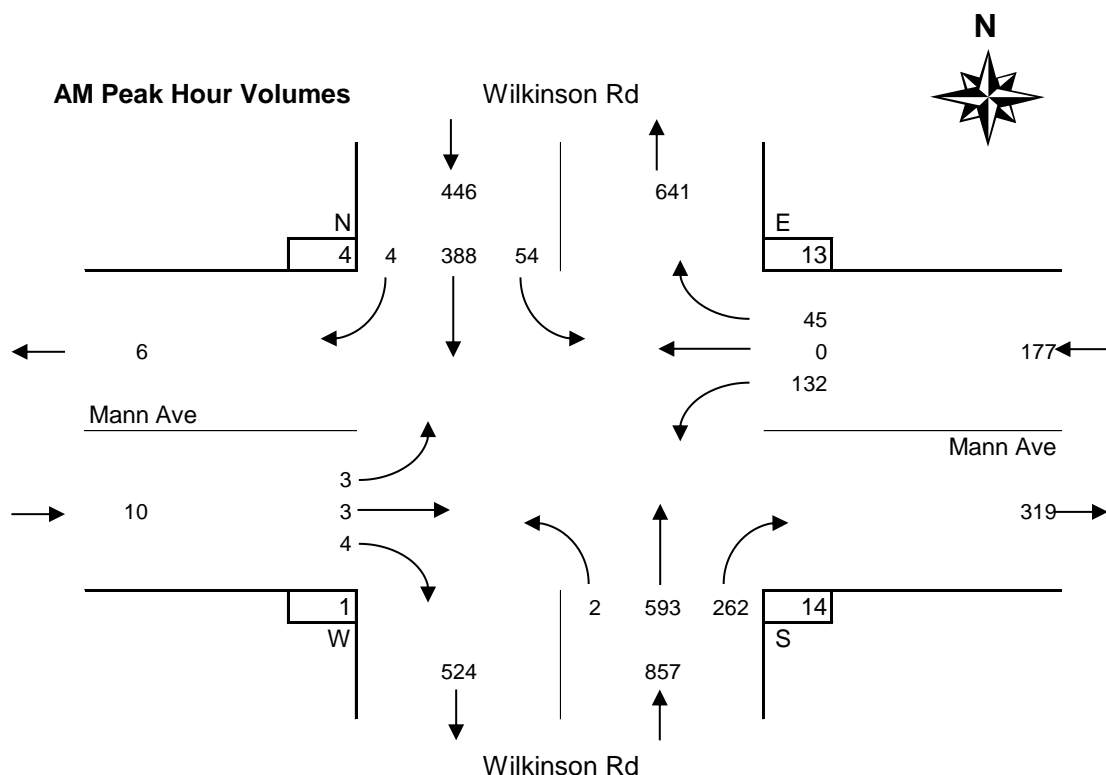 N
AM Peak Hour Volumes Wilkinson Rd
446 641
N E
4 4 388 54 13
45
6 0 177
132
Mann Ave
Mann Ave
3
10 3 319
4
1 2 593 262 14
W S
524 857
Wilkinson Rd